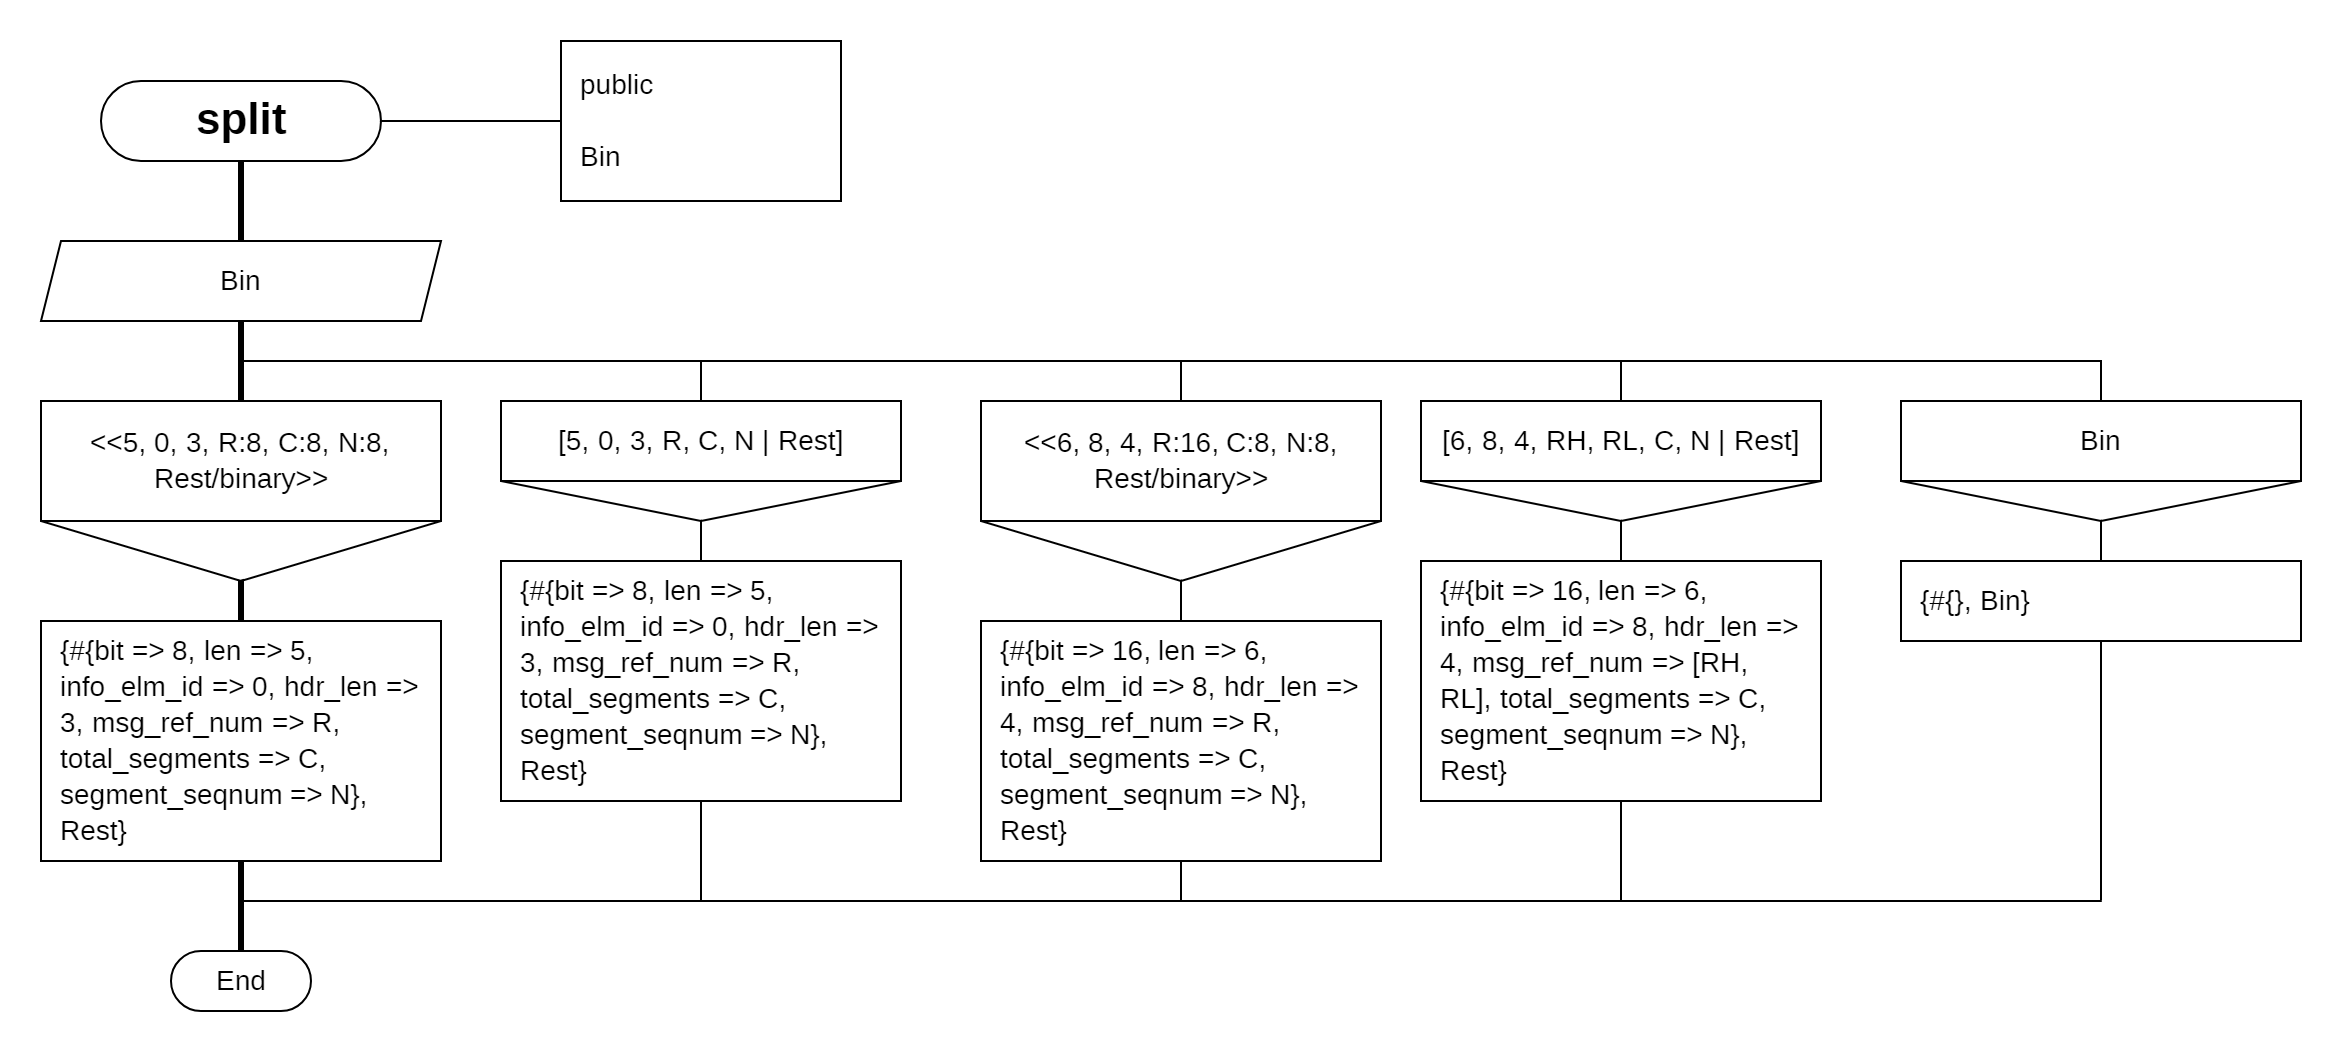 split
public
Bin
Bin
<<5, 0, 3, R:8, C:8, N:8,
Rest/binary>>
[5, 0, 3, R, C, N | Rest]
<<6, 8, 4, R:16, C:8, N:8,
Rest/binary>>
[6, 8, 4, RH, RL, C, N | Rest]
Bin
{#{bit => 8, len => 5,
info_elm_id => 0, hdr_len =>
3, msg_ref_num => R,
total_segments => C,
segment_seqnum => N},
Rest}
{#{bit => 8, len => 5,
info_elm_id => 0, hdr_len =>
3, msg_ref_num => R,
total_segments => C,
segment_seqnum => N},
Rest}
{#{bit => 16, len => 6,
info_elm_id => 8, hdr_len =>
4, msg_ref_num => R,
total_segments => C,
segment_seqnum => N},
Rest}
{#{bit => 16, len => 6,
info_elm_id => 8, hdr_len =>
4, msg_ref_num => [RH,
RL], total_segments => C,
segment_seqnum => N},
Rest}
{#{}, Bin}
End